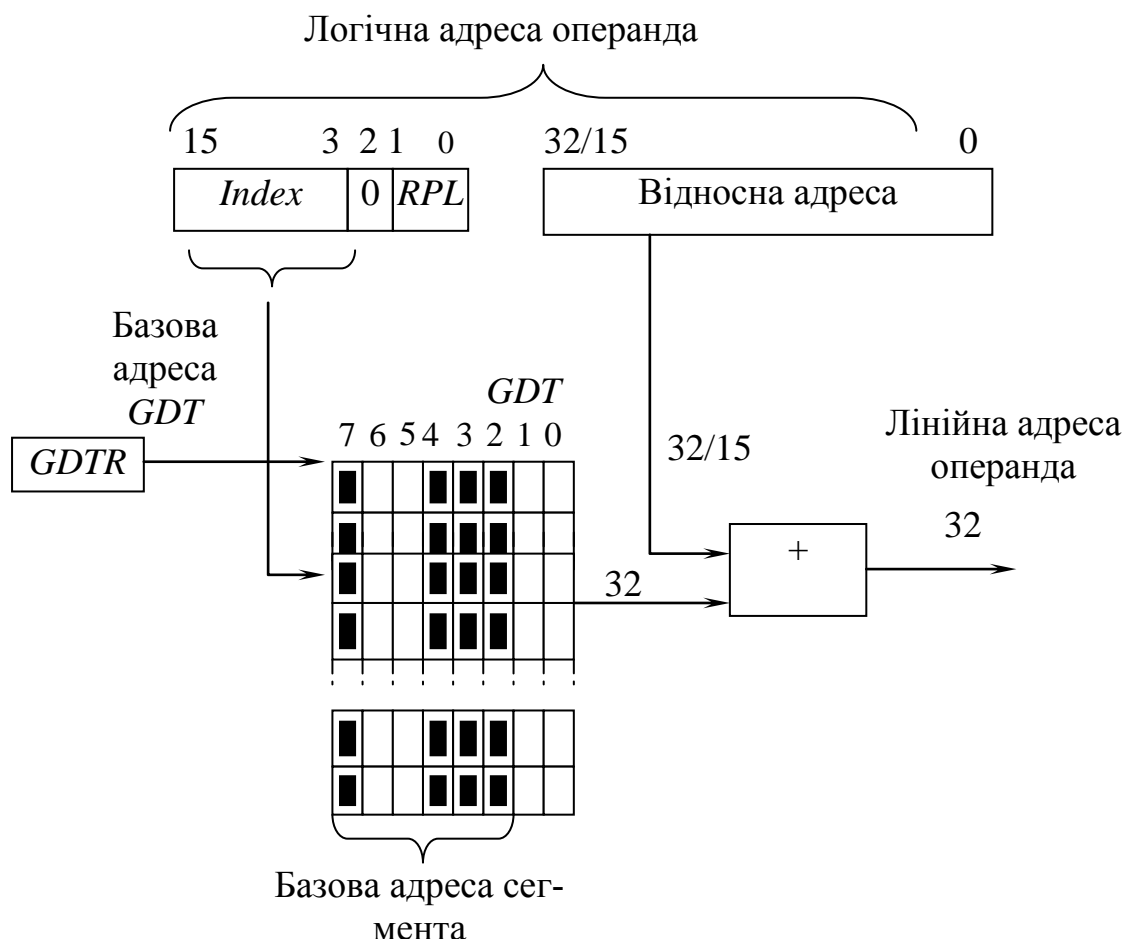 Логічна адреса операнда
15 3 2 1 0
32/15 0
Index 0 RPL
Відносна адреса
Базова
адреса
GDT
GDTR
GDT
7 6 5 4 3 2 1 0
32/15
Лінійна адреса
операнда
32
+
32
Базова адреса сег-
мента